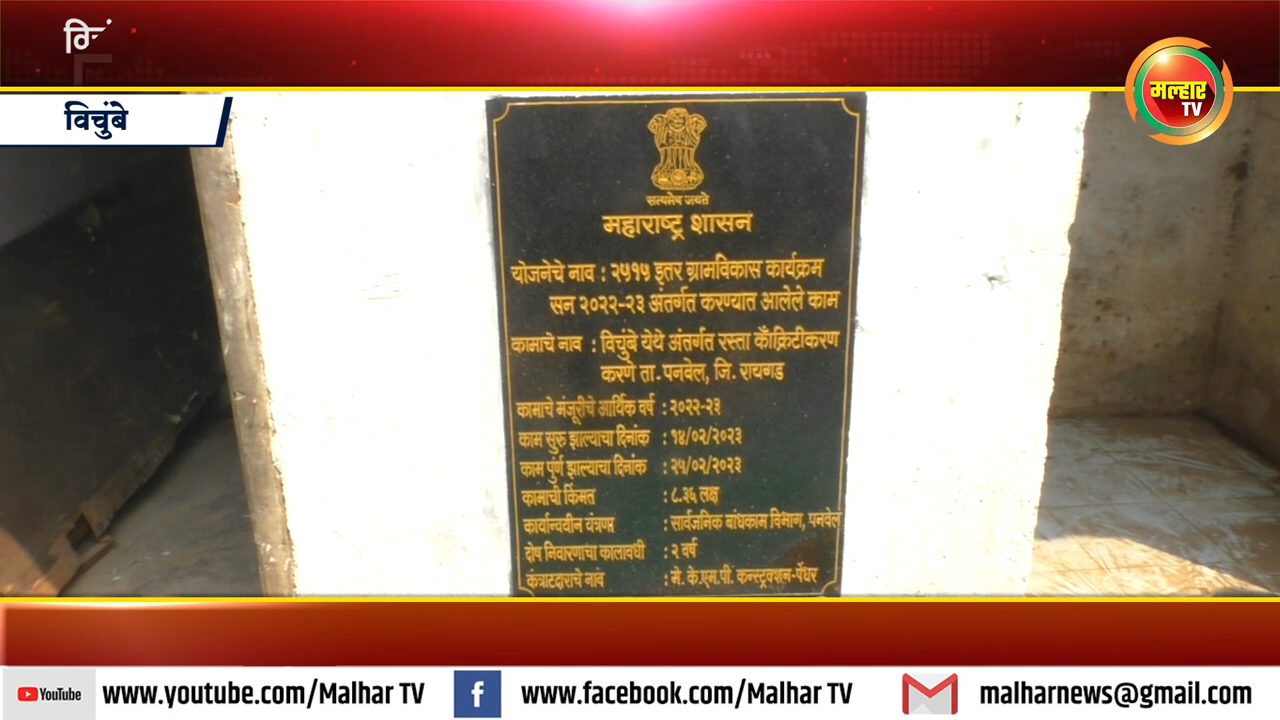 विचुंबे
मल्हार
TV
सत्यमेव जयते
महाराष्ट्र शासन
योजनेचे नाव : २५१५ इतर ग्रामविकास कार्यक्रम
सन २०२२-२३ अंतर्गत करण्यात आलेले काम
कामाचे नाव : विचुंबे येथे अंतर्गत रस्ता काँक्रिटीकरण
करणे ता. पनवेल, जि. रायगड
कामाचे मंजूरीचे आर्थिक वर्ष : २०२२-२३
काम सुरु झाल्याचा दिनांक : १४/०२/२०२३
काम पुंर्ण झाल्याचा दिनांक : २५/०२/२०२३
कामाची किंमत : ८.३६ लक्ष
कार्यान्वयीन यंत्रणा : सार्वजनिक बांधकाम विभाग, पनवेल
दोष निवारणाचा कालावधी : २ वर्ष
कंत्राटदाराचे नांव : मे. के.एम.पी. कन्स्ट्रक्शन-पेंधर
YouTube www.youtube.com/Malhar TV
f www.facebook.com/Malhar TV
malharnews@gmail.com